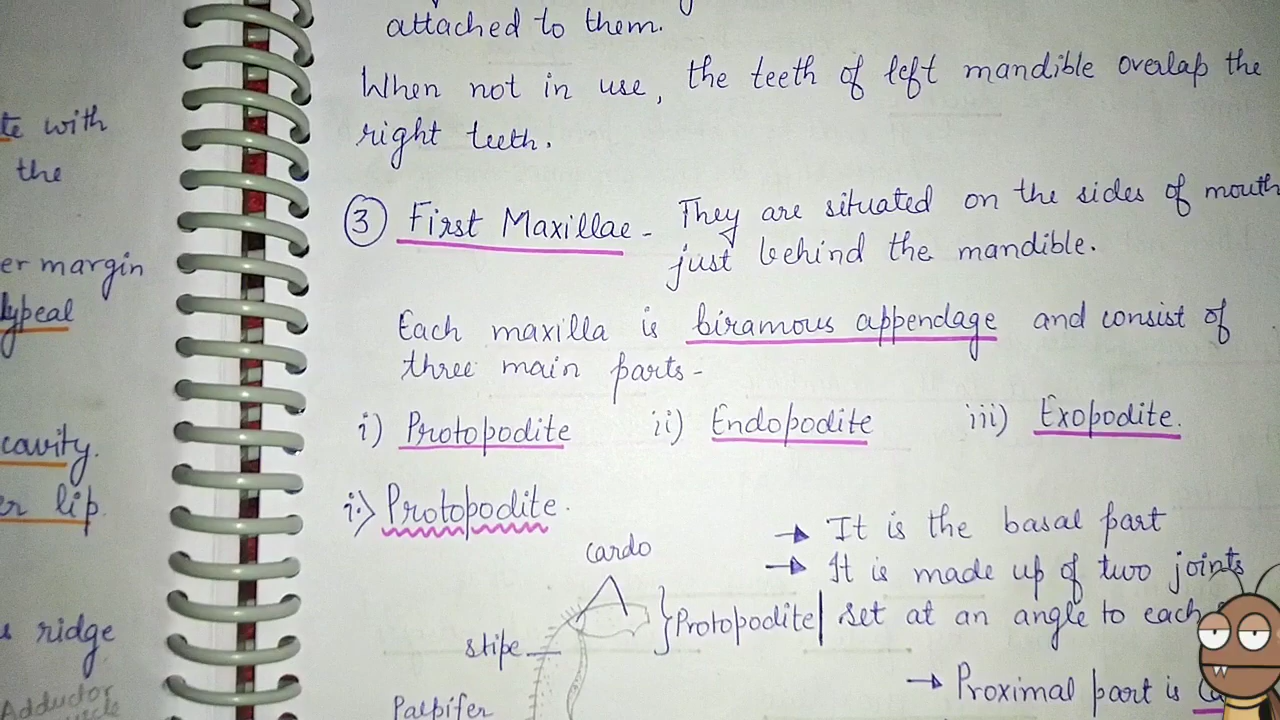 te with
the
er margin
lypeal
cavity.
er lip.
ridge
Adductor
attached to them.
When not in use, the teeth of left mandible overlap the
right teeth.
3 First Maxillae - They are situated on the sides of mouth
just behind the mandible.
Each maxilla is biramous appendage and consist of
three main parts-
i) Protopodite ii) Endopodite iii) Exopodite.
i.) Protopodite.
→ It is the basal part
cardo
→ It is made up of two joints
} Protopodite| set at an angle to each
stipe
→ Proximal part is
Palpifer